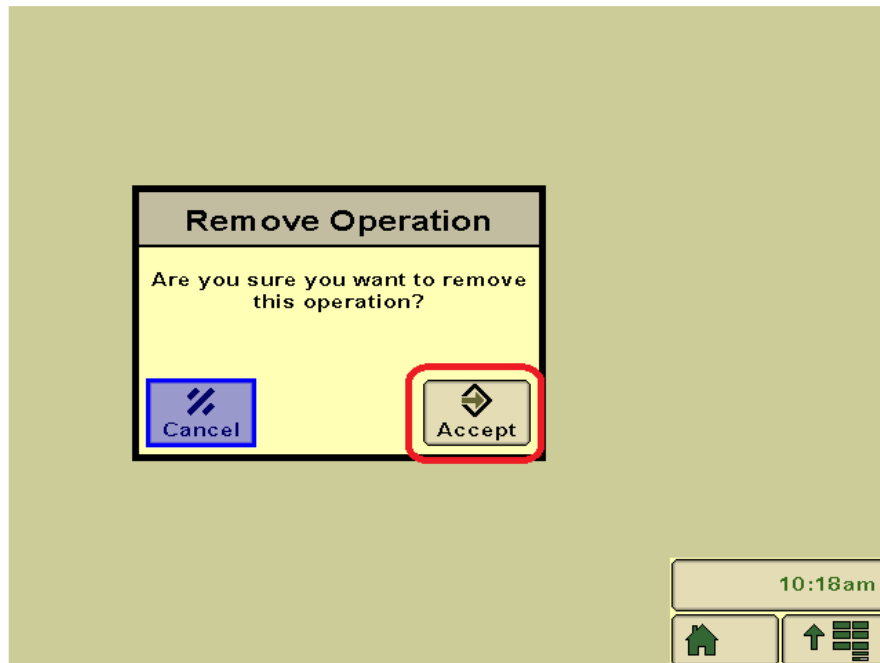 Remove Operation
Are you sure you want to remove
this operation?
Cancel
Accept
10:18am